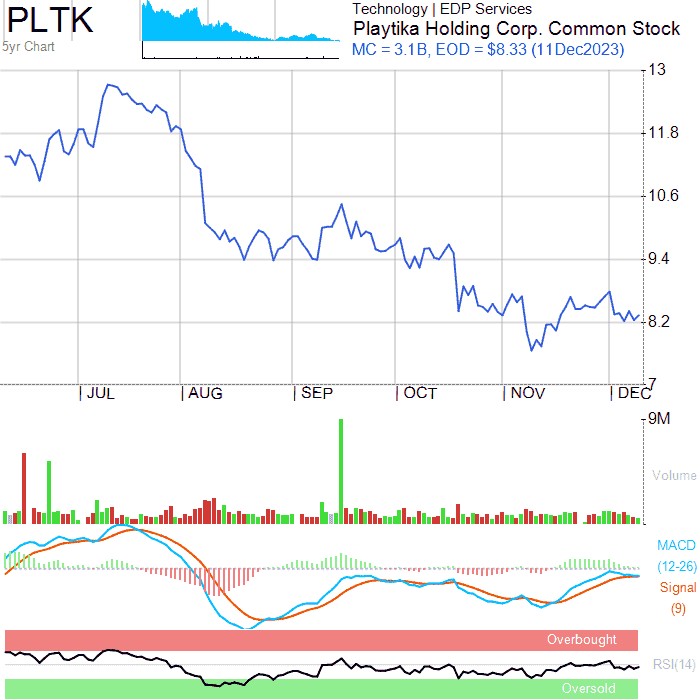 PLTK
5yr Chart
Technology | EDP Services
Playtika Holding Corp. Common Stock
MC = 3.1B, EOD = $8.33 (11Dec2023)
13
11.8
10.6
9.4
8.2
7
JUL
AUG
SEP
OCT
NOV
DEC
9M
Volume
MACD
(12-26)
Signal
(9)
Overbought
RSI(14)
Oversold